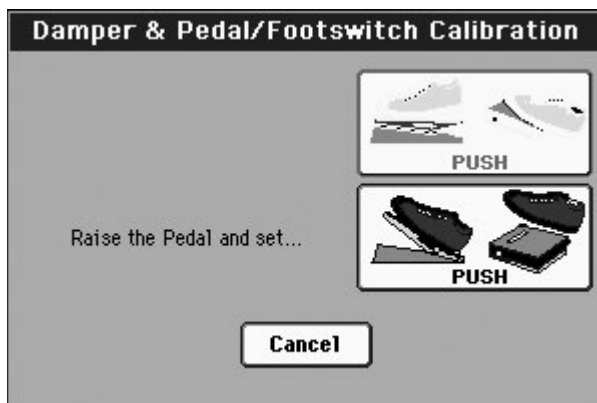 Damper & Pedal/Footswitch Calibration
PUSH
Raise the Pedal and set...
PUSH
Cancel